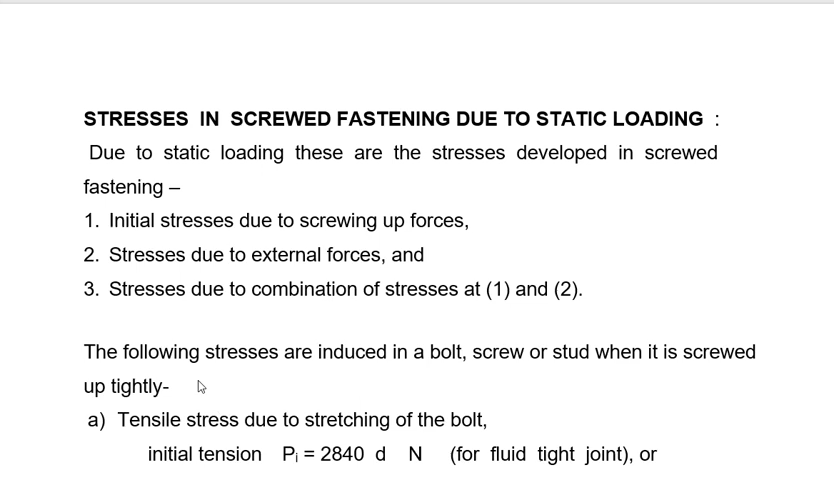 STRESSES IN SCREWED FASTENING DUE TO STATIC LOADING :
Due to static loading these are the stresses developed in screwed
fastening –
1. Initial stresses due to screwing up forces,
2. Stresses due to external forces, and
3. Stresses due to combination of stresses at (1) and (2).
The following stresses are induced in a bolt, screw or stud when it is screwed
up tightly-
a) Tensile stress due to stretching of the bolt,
initial tension Pi = 2840 d N (for fluid tight joint), or